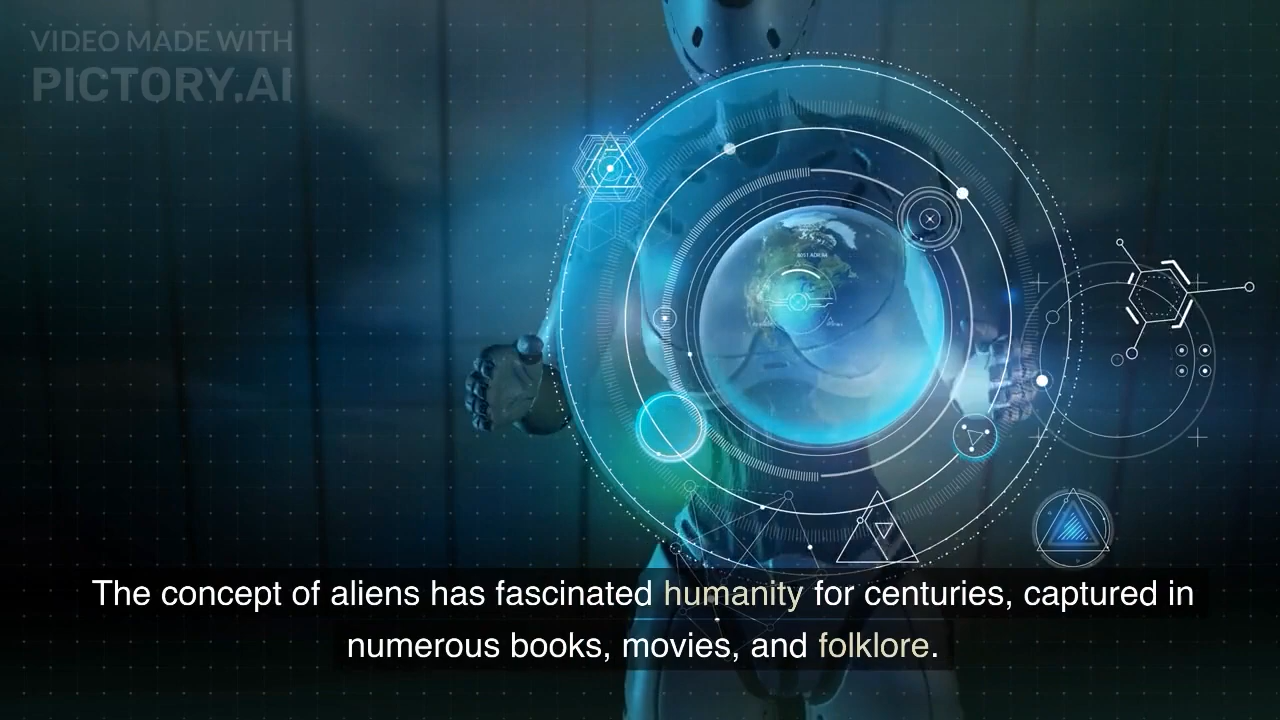 VIDEO MADE WITH
PICTORY.AI
The concept of aliens has fascinated humanity for centuries, captured in
numerous books, movies, and folklore.